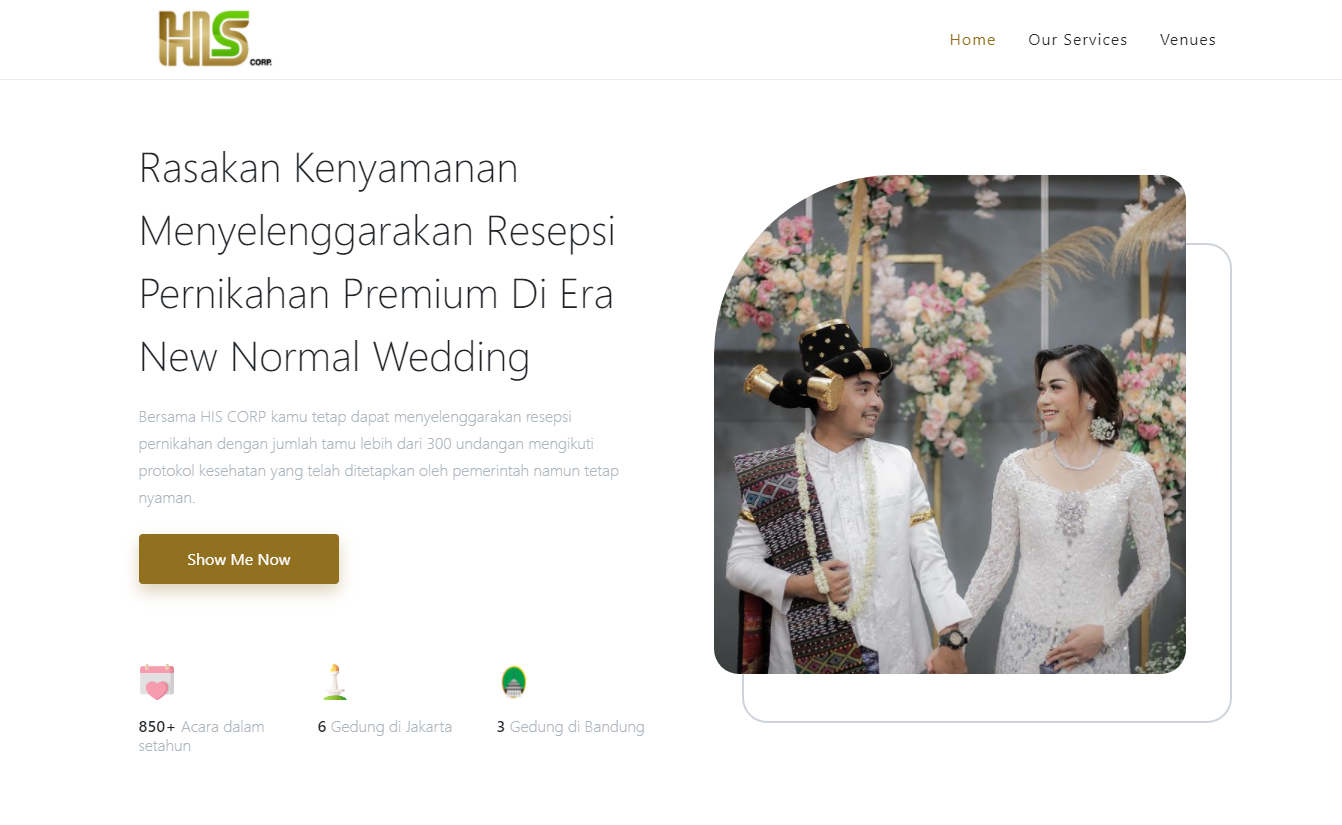 HIS
CORP.
Home
Our Services
Venues
Rasakan Kenyamanan
Menyelenggarakan Resepsi
Pernikahan Premium Di Era
New Normal Wedding
Bersama HIS CORP kamu tetap dapat menyelenggarakan resepsi
pernikahan dengan jumlah tamu lebih dari 300 undangan mengikuti
protokol kesehatan yang telah ditetapkan oleh pemerintah namun tetap
nyaman.
Show Me Now
850+ Acara dalam
setahun
6 Gedung di Jakarta
3 Gedung di Bandung